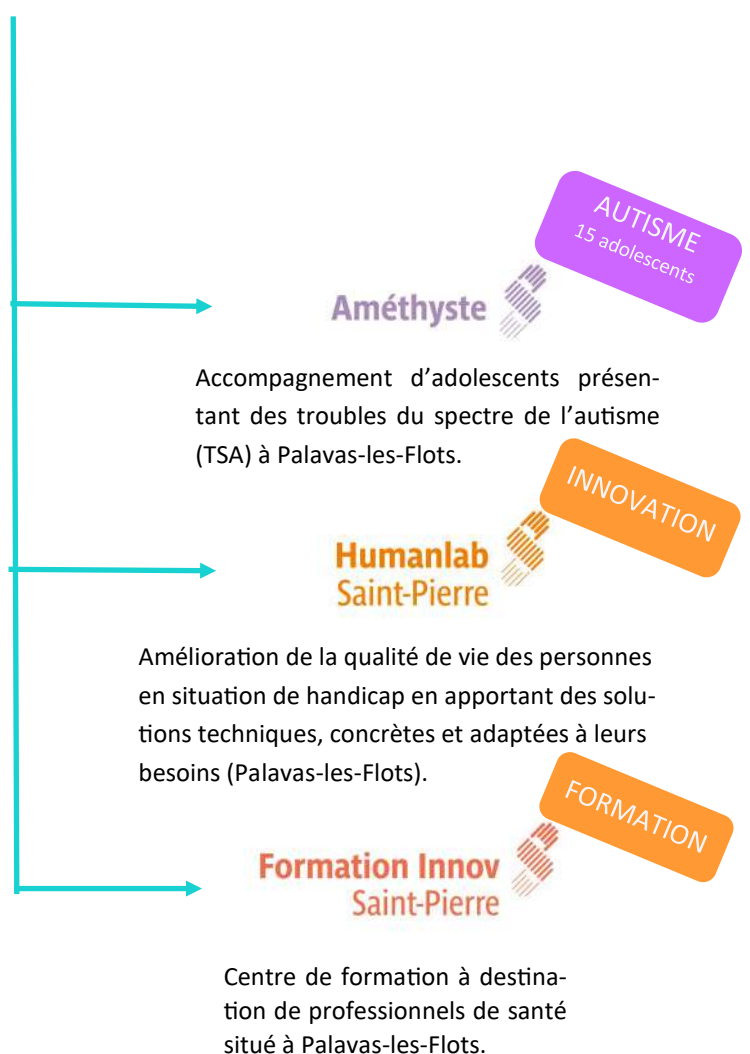 AUTISME
15 adolescents
Améthyste
Accompagnement d’adolescents présen-
tant des troubles du spectre de l’autisme
(TSA) à Palavas-les-Flots.
INNOVATION
Humanlab
Saint-Pierre
Amélioration de la qualité de vie des personnes
en situation de handicap en apportant des solu-
tions techniques, concrètes et adaptées à leurs
besoins (Palavas-les-Flots).
FORMATION
Formation Innov
Saint-Pierre
Centre de formation à destina-
tion de professionnels de santé
situé à Palavas-les-Flots.